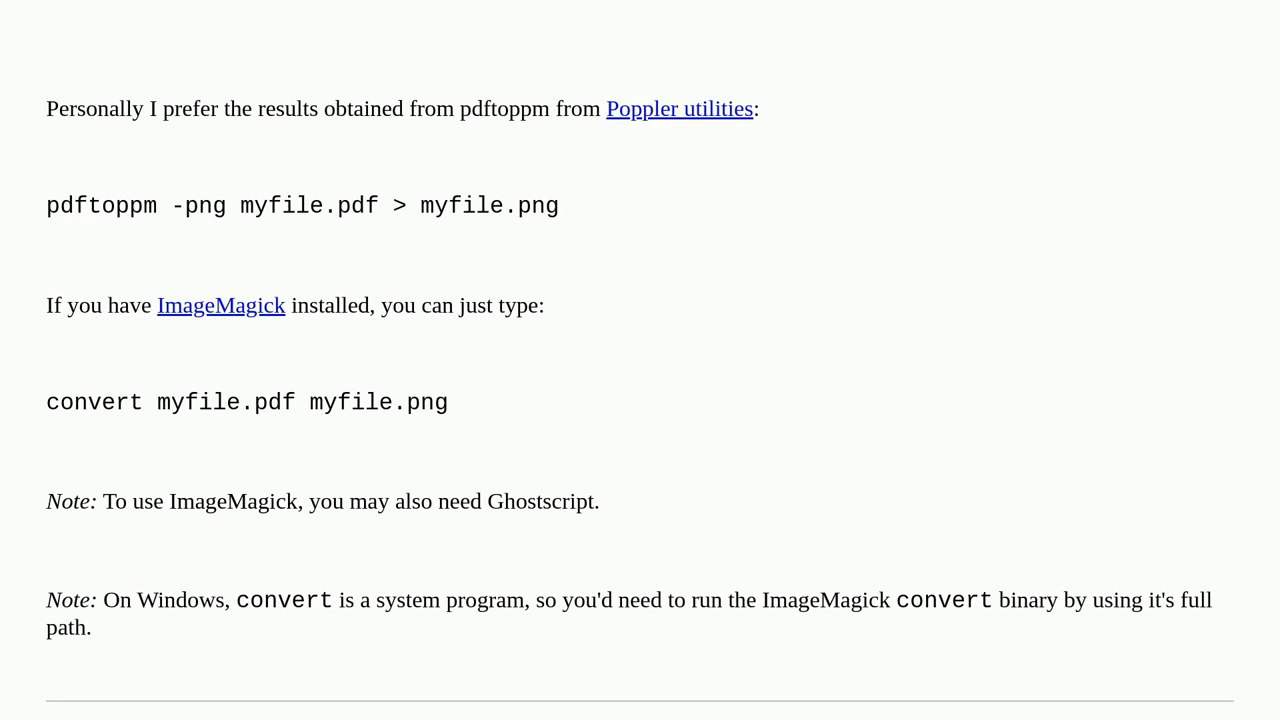 Personally I prefer the results obtained from pdftoppm from Poppler utilities:
pdftoppm -png myfile.pdf > myfile.png
If you have ImageMagick installed, you can just type:
convert myfile.pdf myfile.png
Note: To use ImageMagick, you may also need Ghostscript.
Note: On Windows, convert is a system program, so you'd need to run the ImageMagick convert binary by using it's full
path.